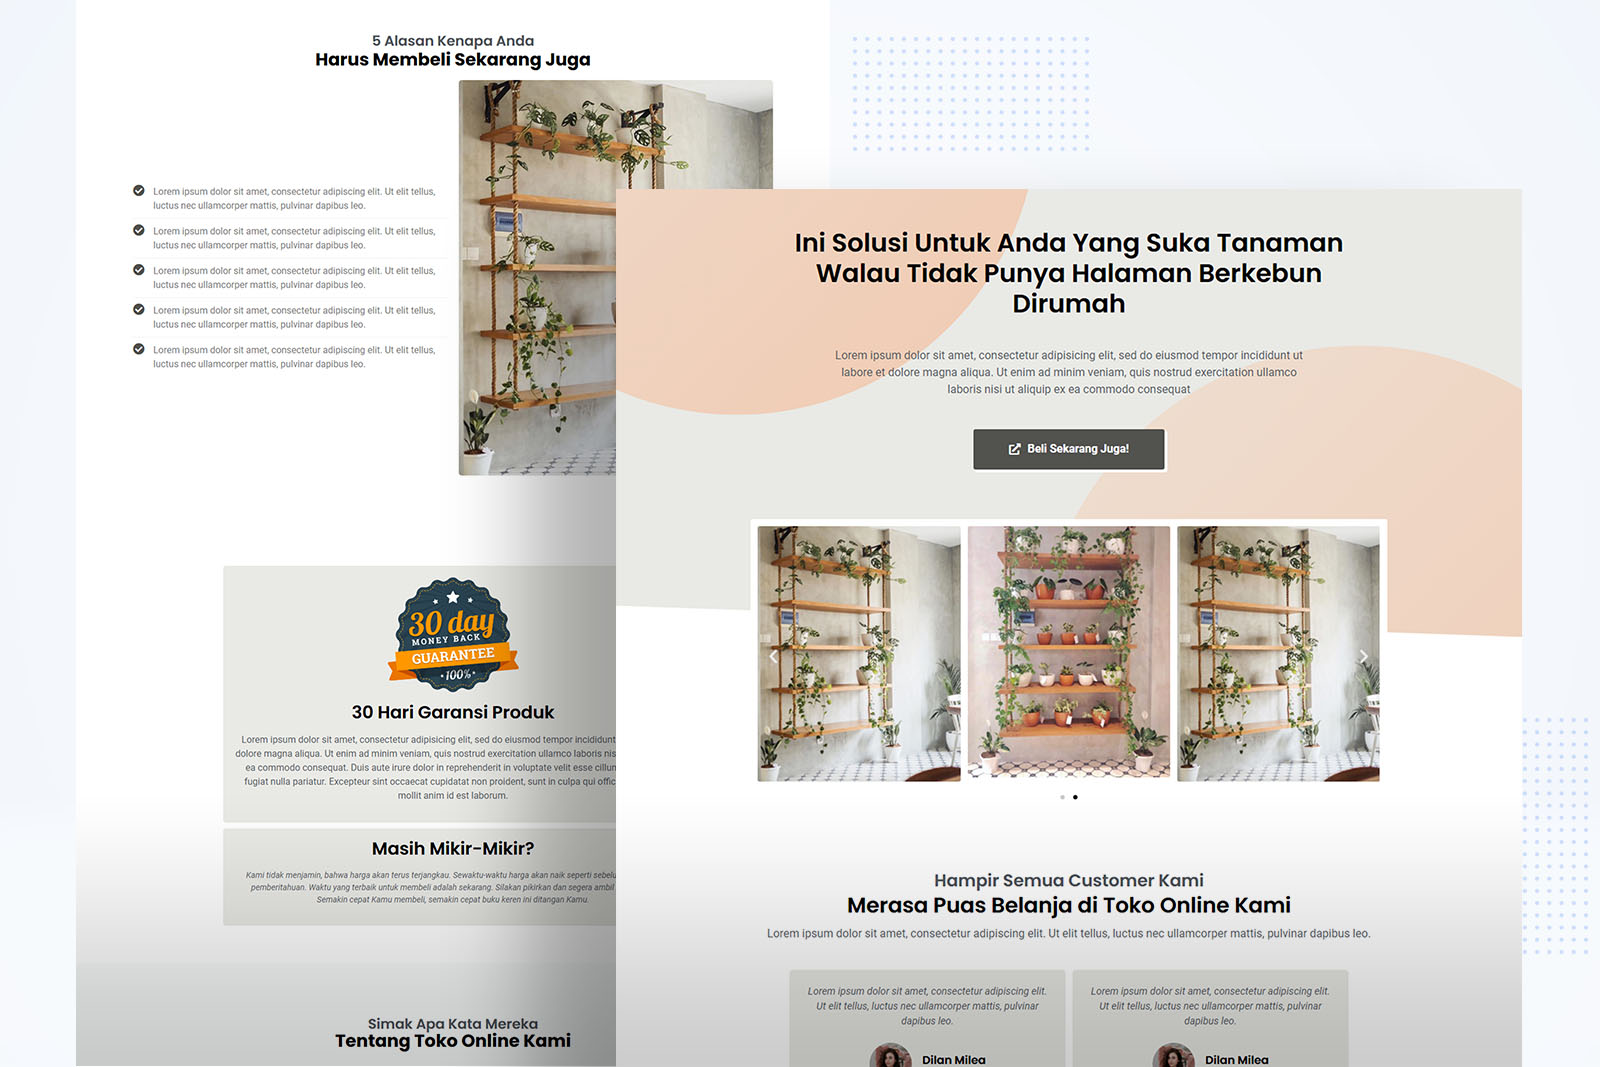 5 Alasan Kenapa Anda
Harus Membeli Sekarang Juga
Lorem ipsum dolor sit amet, consectetur adipiscing elit. Ut elit tellus,
luctus nec ullamcorper mattis, pulvinar dapibus leo.
Lorem ipsum dolor sit amet, consectetur adipiscing elit. Ut elit tellus,
luctus nec ullamcorper mattis, pulvinar dapibus leo.
Lorem ipsum dolor sit amet, consectetur adipiscing elit. Ut elit tellus,
luctus nec ullamcorper mattis, pulvinar dapibus leo.
Lorem ipsum dolor sit amet, consectetur adipiscing elit. Ut elit tellus,
luctus nec ullamcorper mattis, pulvinar dapibus leo.
Lorem ipsum dolor sit amet, consectetur adipiscing elit. Ut elit tellus,
luctus nec ullamcorper mattis, pulvinar dapibus leo.
30 day
MONEY BACK
GUARANTEE
100%
30 Hari Garansi Produk
Lorem ipsum dolor sit amet, consectetur adipisicing elit, sed do eiusmod tempor incididunt
dolore magna aliqua. Ut enim ad minim veniam, quis nostrud exercitation ullamco laboris nis
ea commodo consequat. Duis aute irure dolor in reprehenderit in voluptate velit esse cillum
fugiat nulla pariatur. Excepteur sint occaecat cupidatat non proident, sunt in culpa qui offic
mollit anim id est laborum.
Masih Mikir-Mikir?
Kami tidak menjamin, bahwa harga akan terus terjangkau. Sewaktu-waktu harga akan naik seperti sebelu
pemberitahuan. Waktu yang terbaik untuk membeli adalah sekarang. Silakan pikirkan dan segera ambil
Semakin cepat Kamu membeli, semakin cepat buku keren ini ditangan Kamu.
Simak Apa Kata Mereka
Tentang Toko Online Kami
Ini Solusi Untuk Anda Yang Suka Tanaman
Walau Tidak Punya Halaman Berkebun
Dirumah
Lorem ipsum dolor sit amet, consectetur adipisicing elit, sed do eiusmod tempor incididunt ut
labore et dolore magna aliqua. Ut enim ad minim veniam, quis nostrud exercitation ullamco
laboris nisi ut aliquip ex ea commodo consequat
Beli Sekarang Juga!
Hampir Semua Customer Kami
Merasa Puas Belanja di Toko Online Kami
Lorem ipsum dolor sit amet, consectetur adipiscing elit. Ut elit tellus, luctus nec ullamcorper mattis, pulvinar dapibus leo.
Lorem ipsum dolor sit amet, consectetur adipiscing elit.
Ut elit tellus, luctus nec ullamcorper mattis, pulvinar
dapibus leo.
Dilan Milea
Lorem ipsum dolor sit amet, consectetur adipiscing elit.
Ut elit tellus, luctus nec ullamcorper mattis, pulvinar
dapibus leo.
Dilan Milea